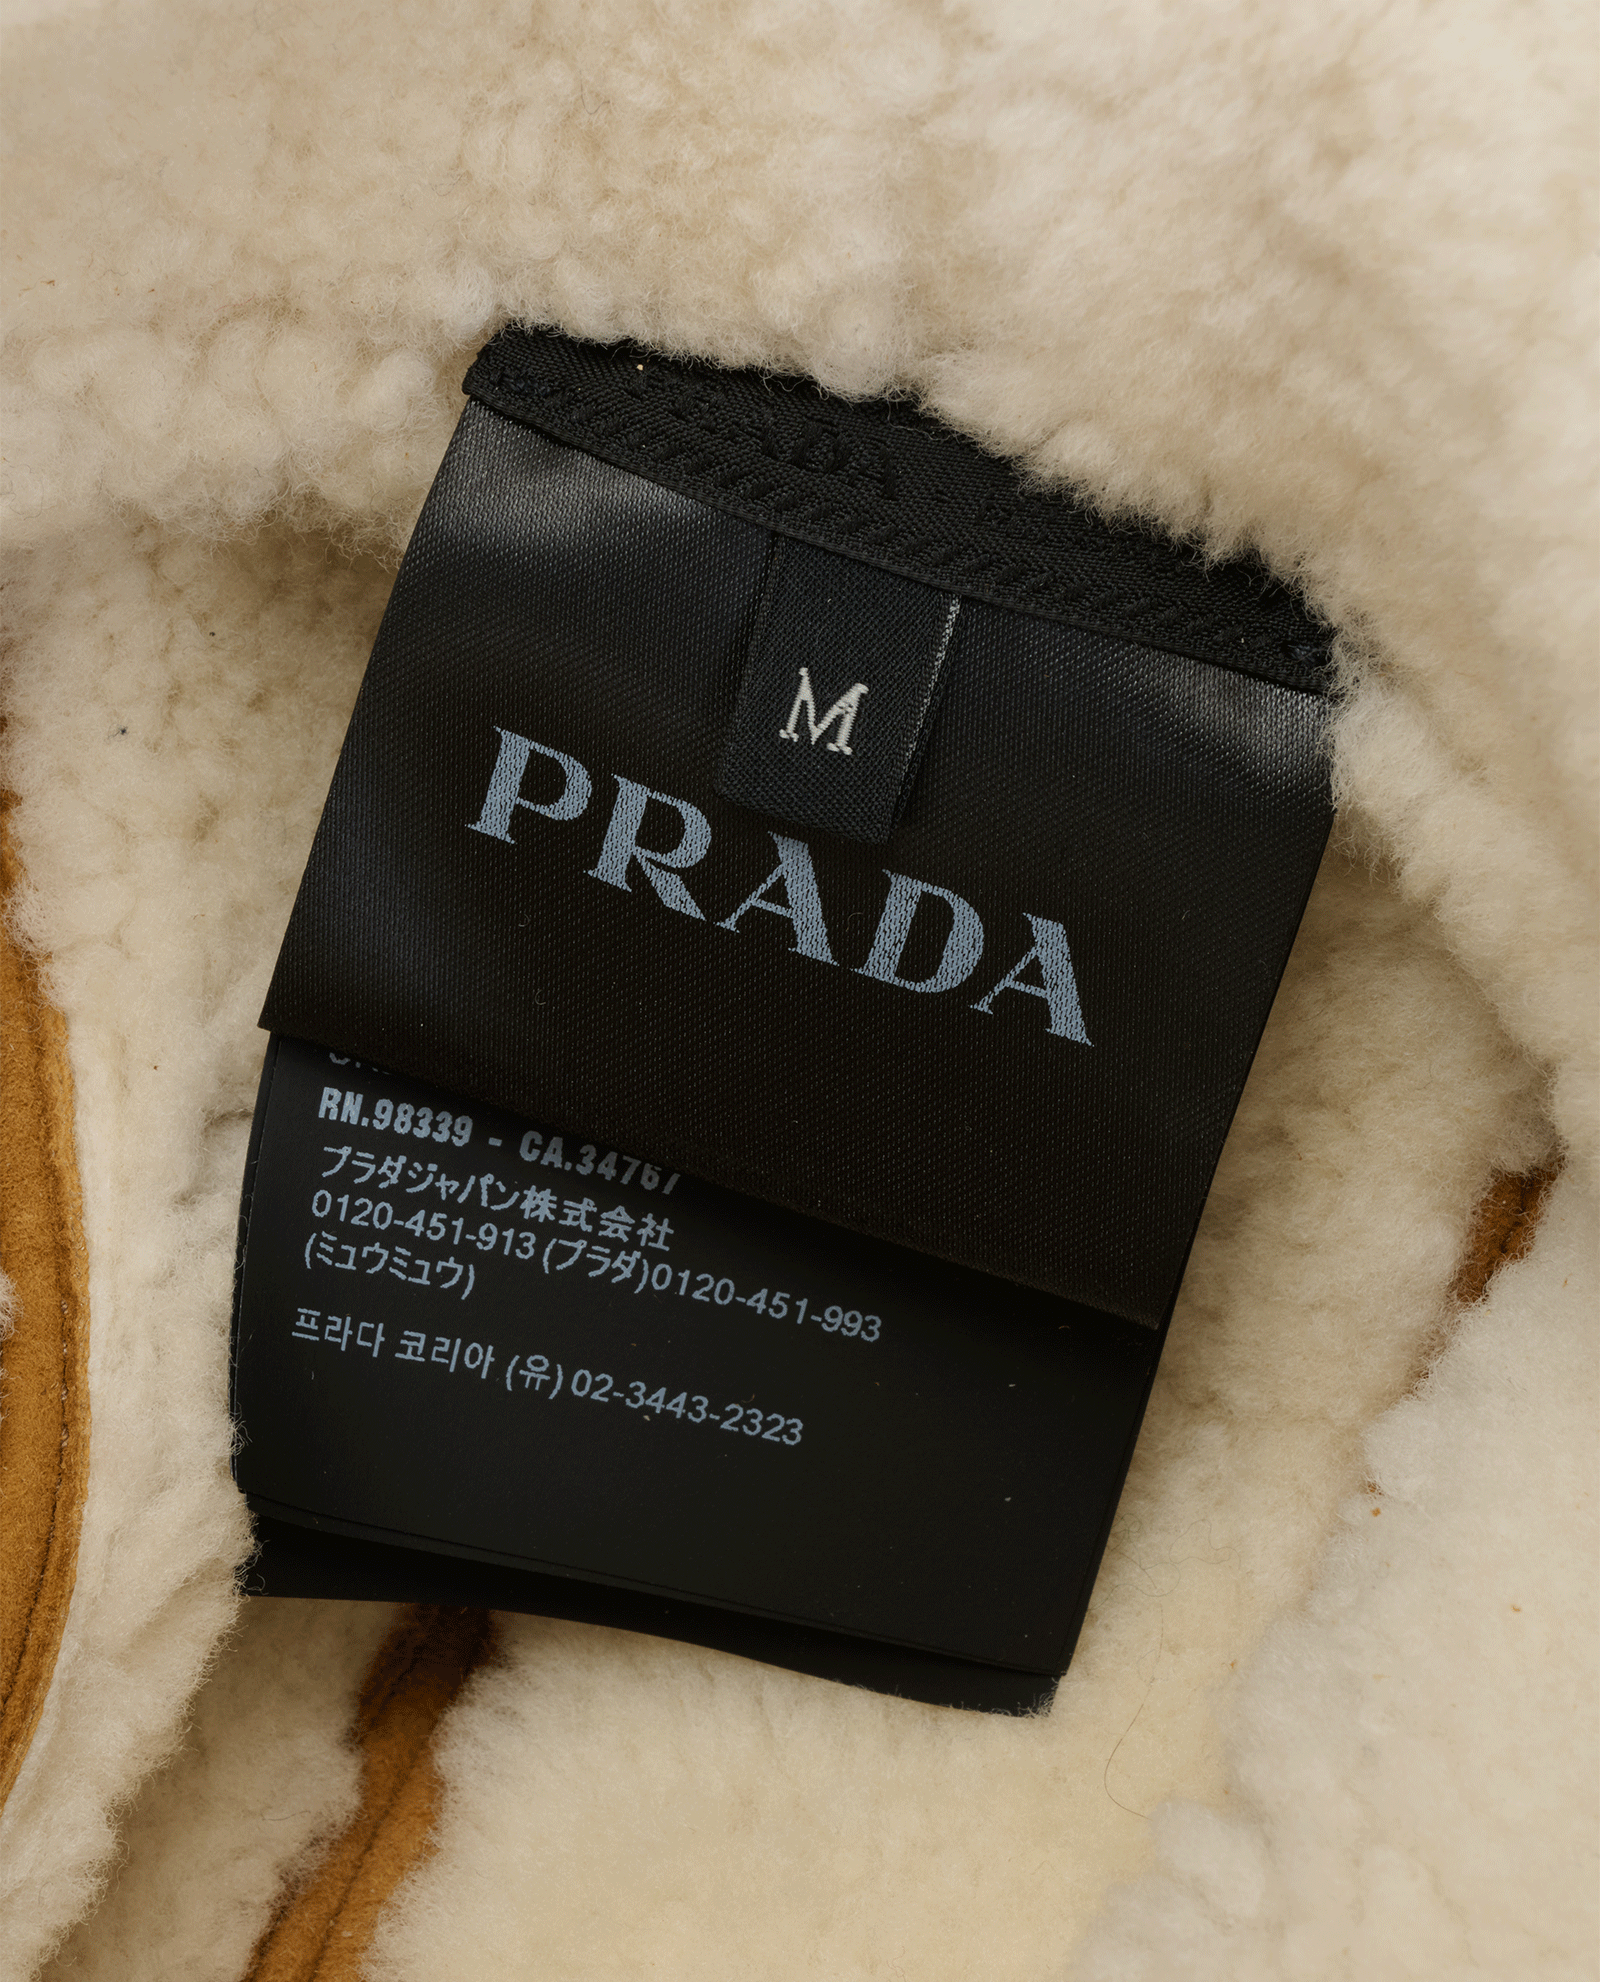 M
PRADA
RN.98339 - CA.34767
プラダジャパン株式会社
0120-451-913 (プラダ)0120-451-993
(ミュウミュウ)
프라다 코리아 (유) 02-3443-2323